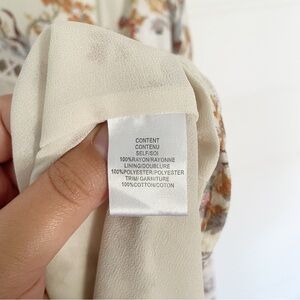 CONTENT
CONTENU
SELF/SOI
100%RAYON/RAYONNE
LINING/DOUBLURE
100%POLYESTER/POLYESTER
TRIM/GARNITURE
100%COTTON/COTON